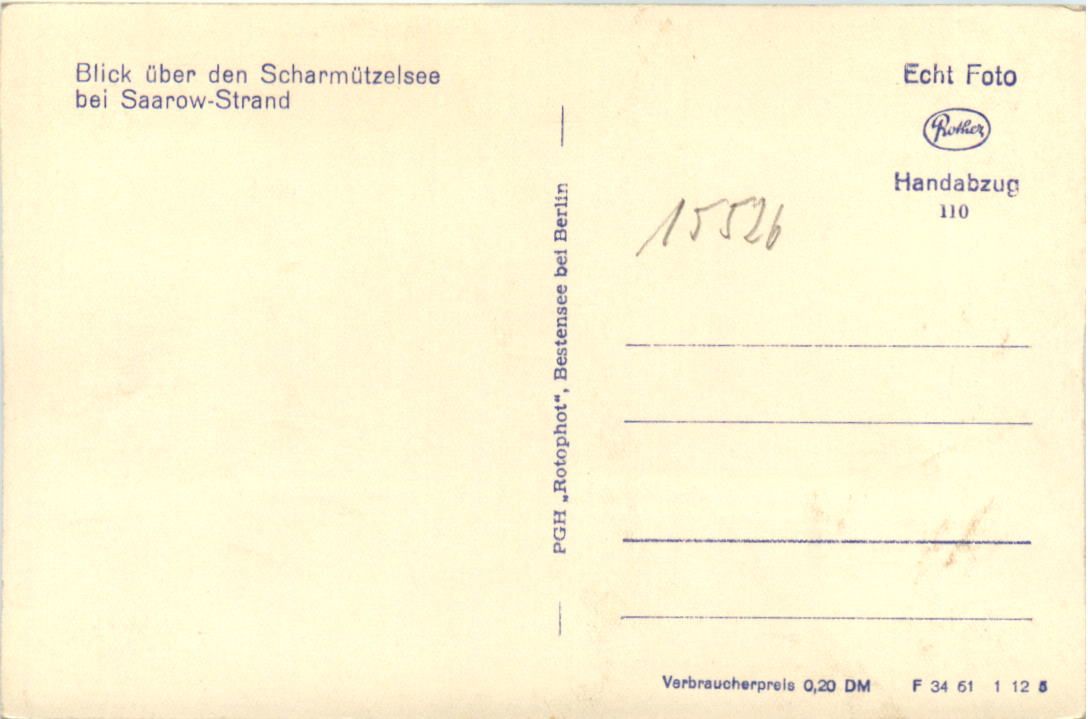 Blick über den Scharmützelsee
bei Saarow-Strand
Echt Foto
Rother
Handabzug
110
15526
PGH „Rotophot“, Bestensee bei Berlin
Verbraucherpreis 0,20 DM F 34 61 1 12 5